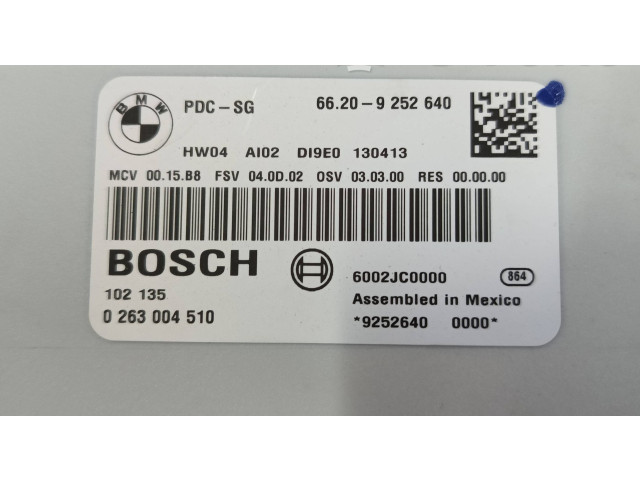 BMW PDC-SG 66.20-9 252 640
HW04 AI02 DI9E0 130413
MCV 00.15.B8 FSV 04.0D.02 OSV 03.03.00 RES 00.00.00
BOSCH
6002JC0000 864
102 135 Assembled in Mexico
0 263 004 510 *9252640 0000*